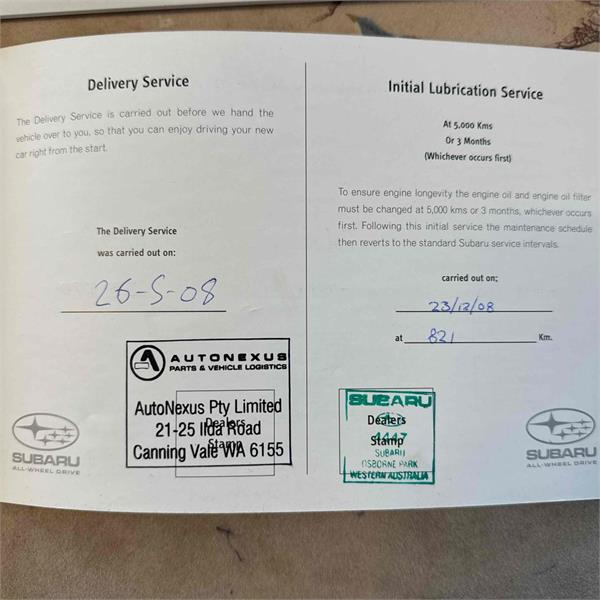 Delivery Service
The Delivery Service is carried out before we hand the
vehicle over to you, so that you can enjoy driving your new
car right from the start.
The Delivery Service
was carried out on:
26-5-08
AUTONEXUS
PARTS & VEHICLE LOGISTICS
AutoNexus Pty Limited
Dealers
21-25 Ilda Road
Stamp
Canning Vale WA 6155
SUBARU
ALL-WHEEL DRIVE
Initial Lubrication Service
At 5,000 Kms
Or 3 Months
(Whichever occurs first)
To ensure engine longevity the engine oil and engine oil filter
must be changed at 5,000 kms or 3 months, whichever occurs
first. Following this initial service the maintenance schedule
then reverts to the standard Subaru service intervals.
carried out on;
23/12/08
at 821 Km.
SUBARU
Dealers
4447
Stamp
SUBARU
OSBORNE PARK
WESTERN AUSTRALIA
SUBARU
ALL-WHEEL DRIVE